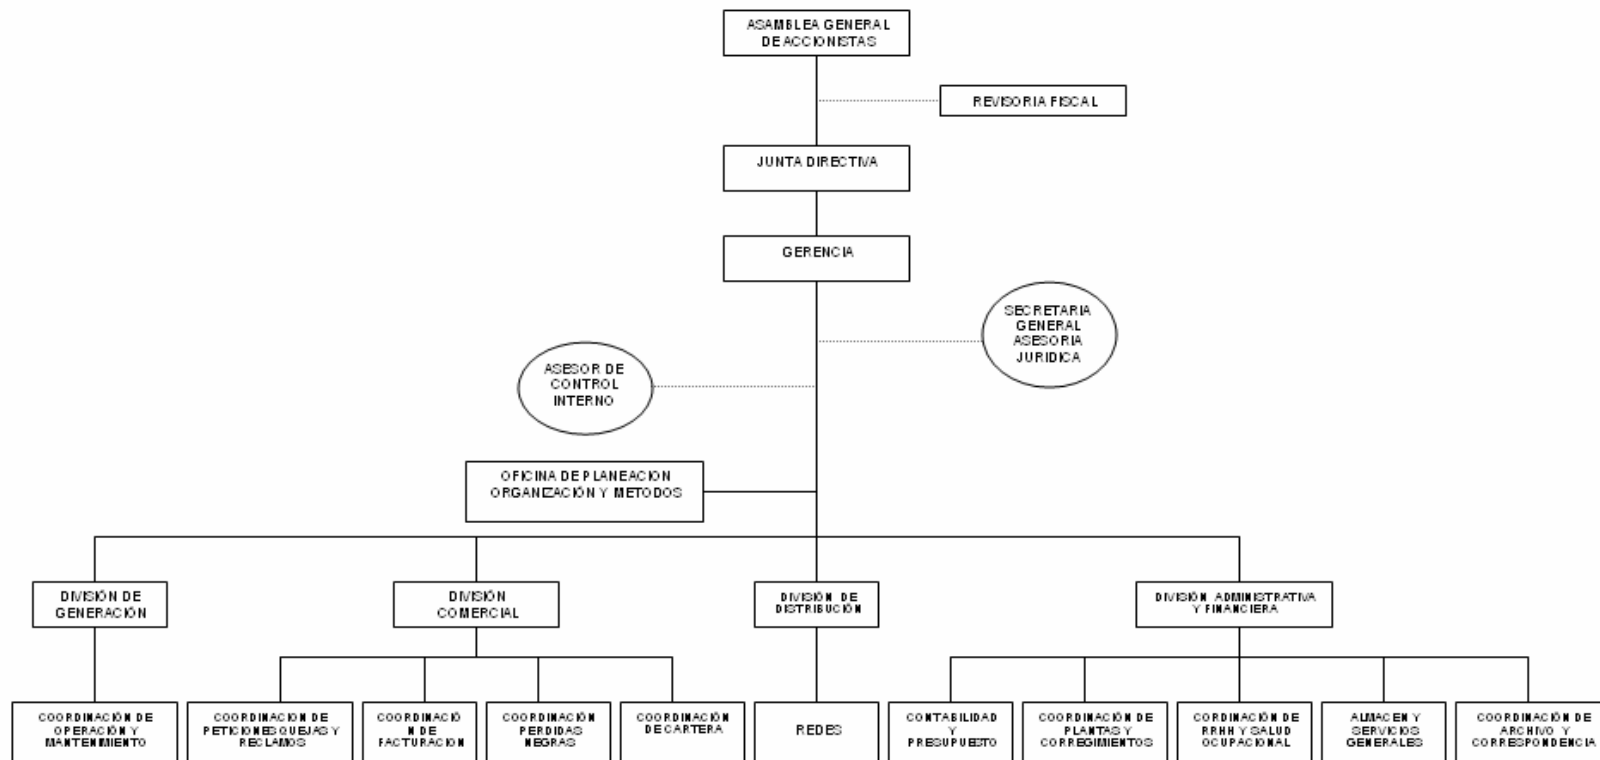 ASAMBLEA GENERAL
DE ACCIONISTAS
REVISORIA FISCAL
JUNTA DIRECTIVA
GERENCIA
SECRETARIA
GENERAL
ASESORIA
JURIDICA
ASESOR DE
CONTROL
INTERNO
OFICINA DE PLANEACION
ORGANIZACIÓN Y METODOS
DIVISIÓN DE
GENERACIÓN
DIVISIÓN
COMERCIAL
DIVISIÓN DE
DISTRIBUCIÓN
DIVISIÓN ADMINISTRATIVA
Y FINANCIERA
COORDINACIÓN DE
OPERACIÓN Y
MANTENIMIENTO
COORDINACION DE
PETICIONES QUEJAS Y
RECLAMOS
COORDINACIÓ
N DE
FACTURACION
COORDINACIÓN
PERDIDAS
NEGRAS
COORDINACIÓN
DE CARTERA
REDES
CONTABILIDAD
Y
PRESUPUESTO
COORDINACIÓN DE
PLANTAS Y
CORREGIMIENTOS
CORDINACIÓN DE
RRHH Y SALUD
OCUPACIONAL
ALMACEN Y
SERVICIOS
GENERALES
COORDINACIÓN DE
ARCHIVO Y
CORRESPONDENCIA